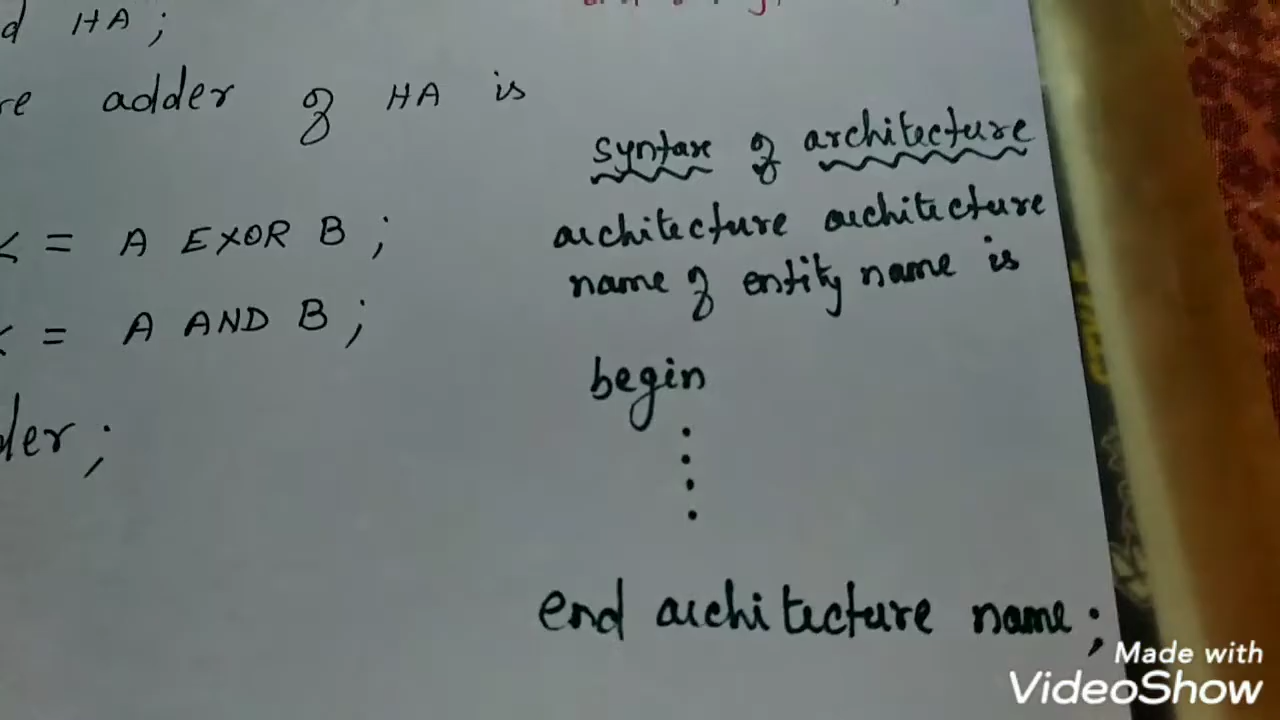 HA ;
adder of HA is
< = A EXOR B ;
< = A AND B ;
der ;
syntax of architecture
architecture architecture
name of entity name is
begin
end architecture name ;
Made with
VideoShow